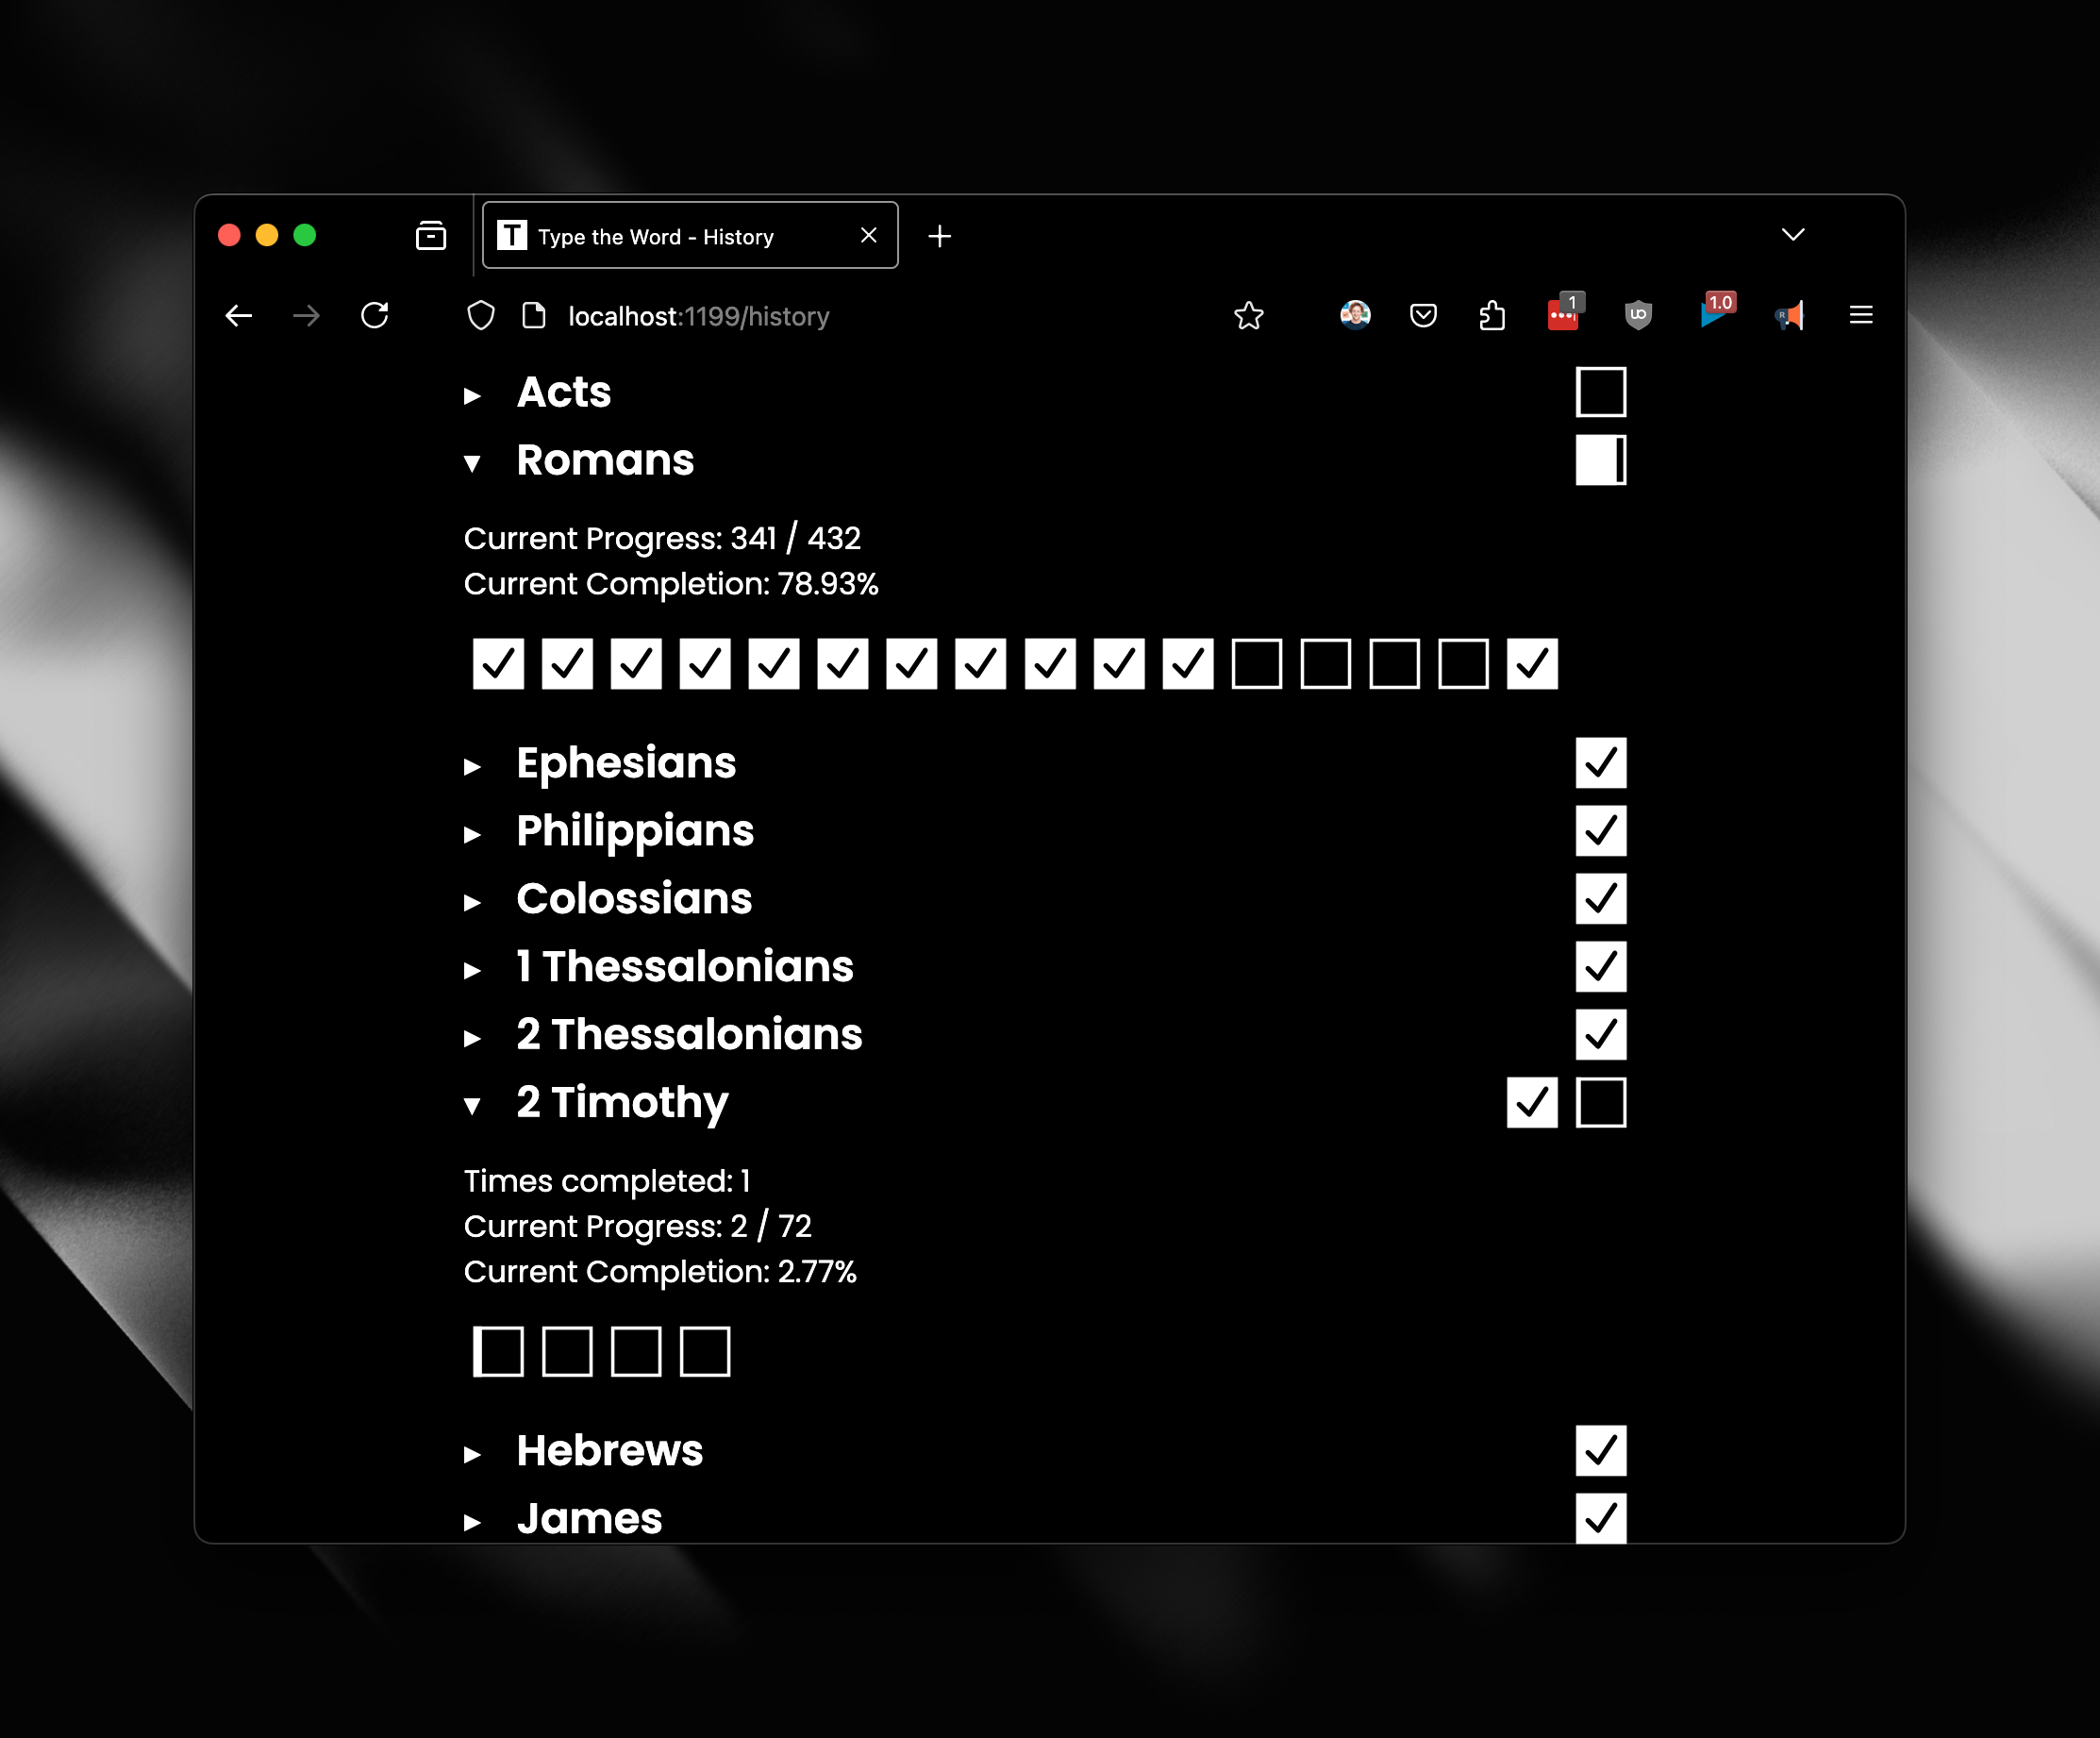 T Type the Word - History
localhost:1199/history
1
UO
1.0
R
Acts
Romans
Current Progress: 341 / 432
Current Completion: 78.93%
Ephesians
Philippians
Colossians
1 Thessalonians
2 Thessalonians
2 Timothy
Times completed: 1
Current Progress: 2 / 72
Current Completion: 2.77%
Hebrews
James